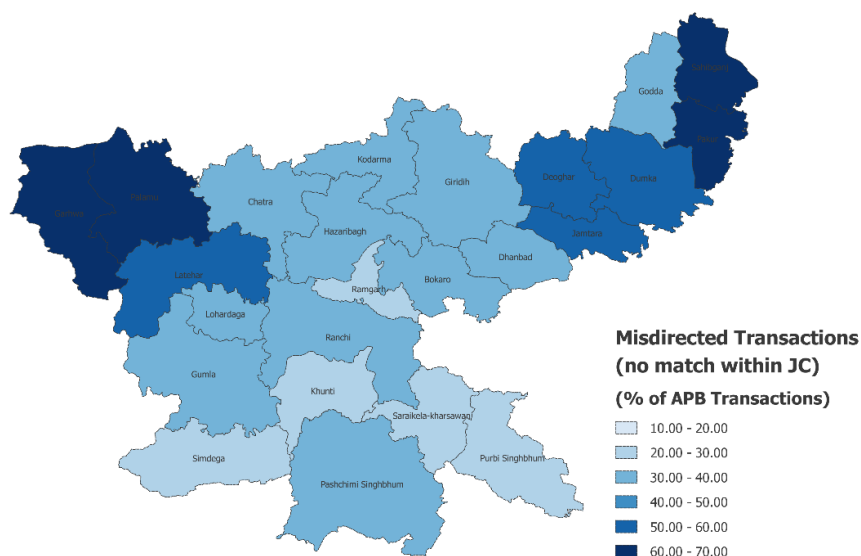 Sahibganj
Godda
Pakur
Kodarma
Deoghar
Dumka
Giridih
Palamu
Chatra
Garhwa
Hazaribagh
Jamtara
Dhanbad
Latehar
Bokaro
Ramgarh
Lohardaga
Ranchi
Gumla
Khunti
Saraikela-kharsawan
Simdega
Purbi Singhbhum
Pashchimi Singhbhum
Misdirected Transactions
(no match within JC)
(% of APB Transactions)
10.00 - 20.00
20.00 - 30.00
30.00 - 40.00
40.00 - 50.00
50.00 - 60.00
60.00 - 70.00